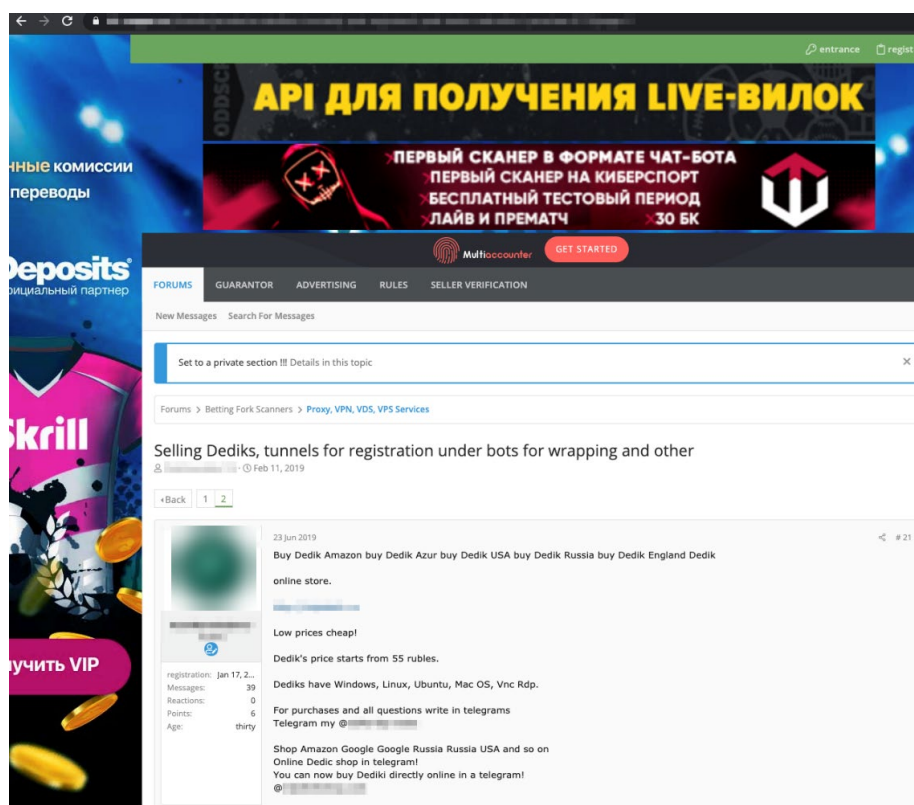 entrance
regist
ODDSC
API ДЛЯ ПОЛУЧЕНИЯ LIVE-ВИЛОК
нные комиссии
переводы
>ПЕРВЫЙ СКАНЕР В ФОРМАТЕ ЧАТ-БОТА
>ПЕРВЫЙ СКАНЕР НА КИБЕРСПОРТ
>БЕСПЛАТНЫЙ ТЕСТОВЫЙ ПЕРИОД
>ЛАЙВ И ПРЕМАТЧ >30 БК
Multiaccounter GET STARTED
Deposits
ициальный партнер
FORUMS GUARANTOR ADVERTISING RULES SELLER VERIFICATION
New Messages Search For Messages
Set to a private section !!! Details in this topic ×
Forums > Betting Fork Scanners > Proxy, VPN, VDS, VPS Services
Skrill
Selling Dediks, tunnels for registration under bots for wrapping and other
· Feb 11, 2019
◂Back 1 2
23 Jun 2019 #21
Buy Dedik Amazon buy Dedik Azur buy Dedik USA buy Dedik Russia buy Dedik England Dedik
online store.
Low prices cheap!
Dedik's price starts from 55 rubles.
Dediks have Windows, Linux, Ubuntu, Mac OS, Vnc Rdp.
For purchases and all questions write in telegrams
Telegram my @
Shop Amazon Google Google Russia Russia USA and so on
Online Dedic shop in telegram!
You can now buy Dediki directly online in a telegram!
@
registration: Jan 17, 2...
Messages: 39
Reactions: 0
Points: 6
Age: thirty
лучить VIP